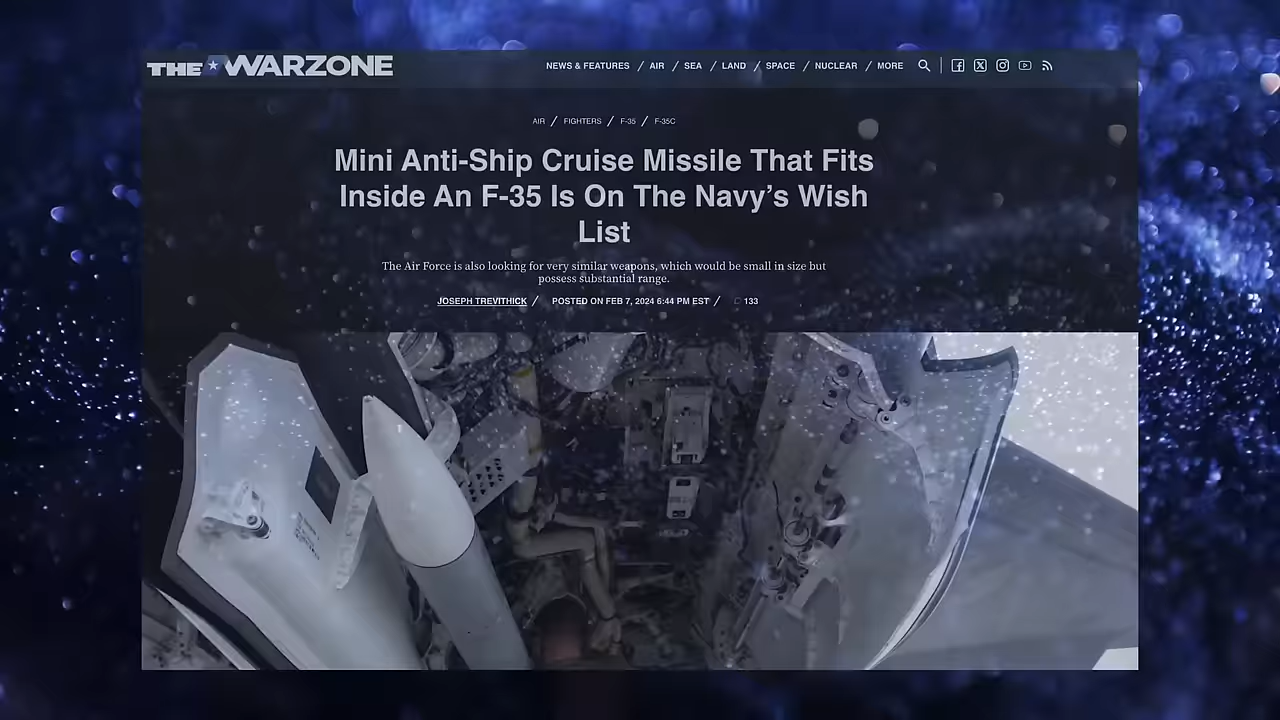 THE WARZONE
NEWS & FEATURES / AIR / SEA / LAND / SPACE / NUCLEAR / MORE
AIR / FIGHTERS / F-35 / F-35C
Mini Anti-Ship Cruise Missile That Fits
Inside An F-35 Is On The Navy’s Wish
List
The Air Force is also looking for very similar weapons, which would be small in size but
possess substantial range.
JOSEPH TREVITHICK / POSTED ON FEB 7, 2024 6:44 PM EST / 133